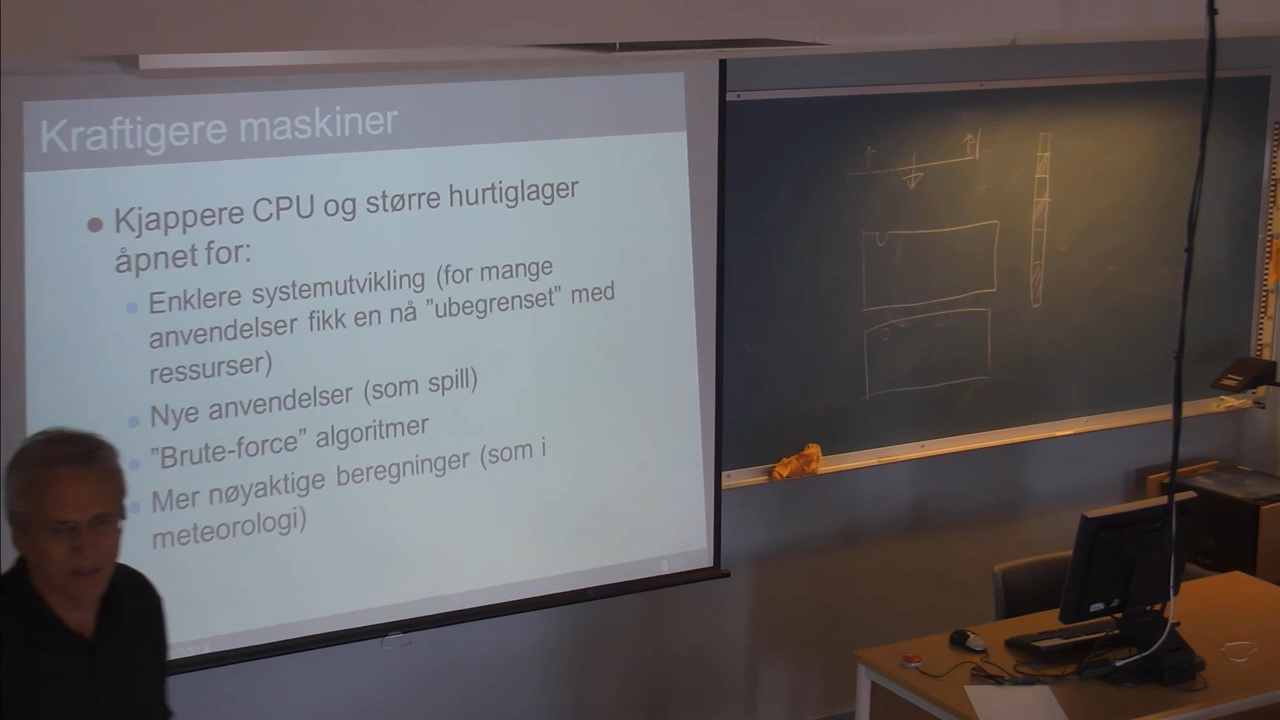 Kraftigere maskiner
Kjappere CPU og større hurtiglager
åpnet for:
Enklere systemutvikling (for mange
anvendelser fikk en nå ”ubegrenset” med
ressurser)
Nye anvendelser (som spill)
”Brute-force” algoritmer
Mer nøyaktige beregninger (som i
meteorologi)
6